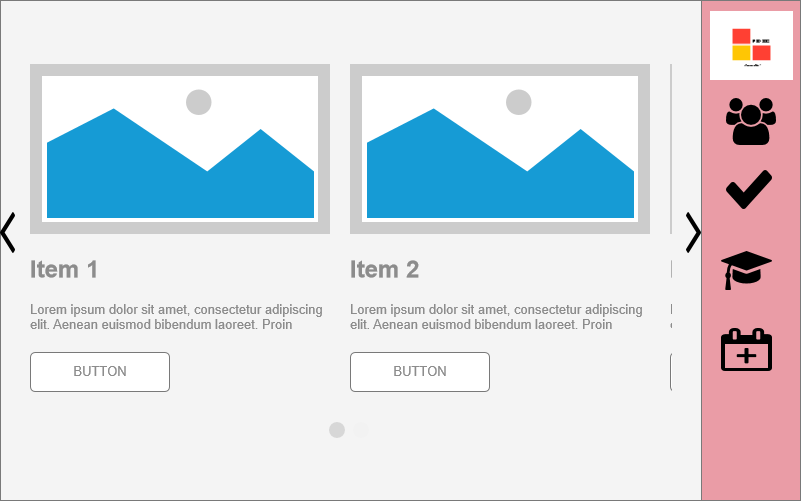 Item 1
Lorem ipsum dolor sit amet, consectetur adipiscing
elit. Aenean euismod bibendum laoreet. Proin
BUTTON
Item 2
Lorem ipsum dolor sit amet, consectetur adipiscing
elit. Aenean euismod bibendum laoreet. Proin
BUTTON